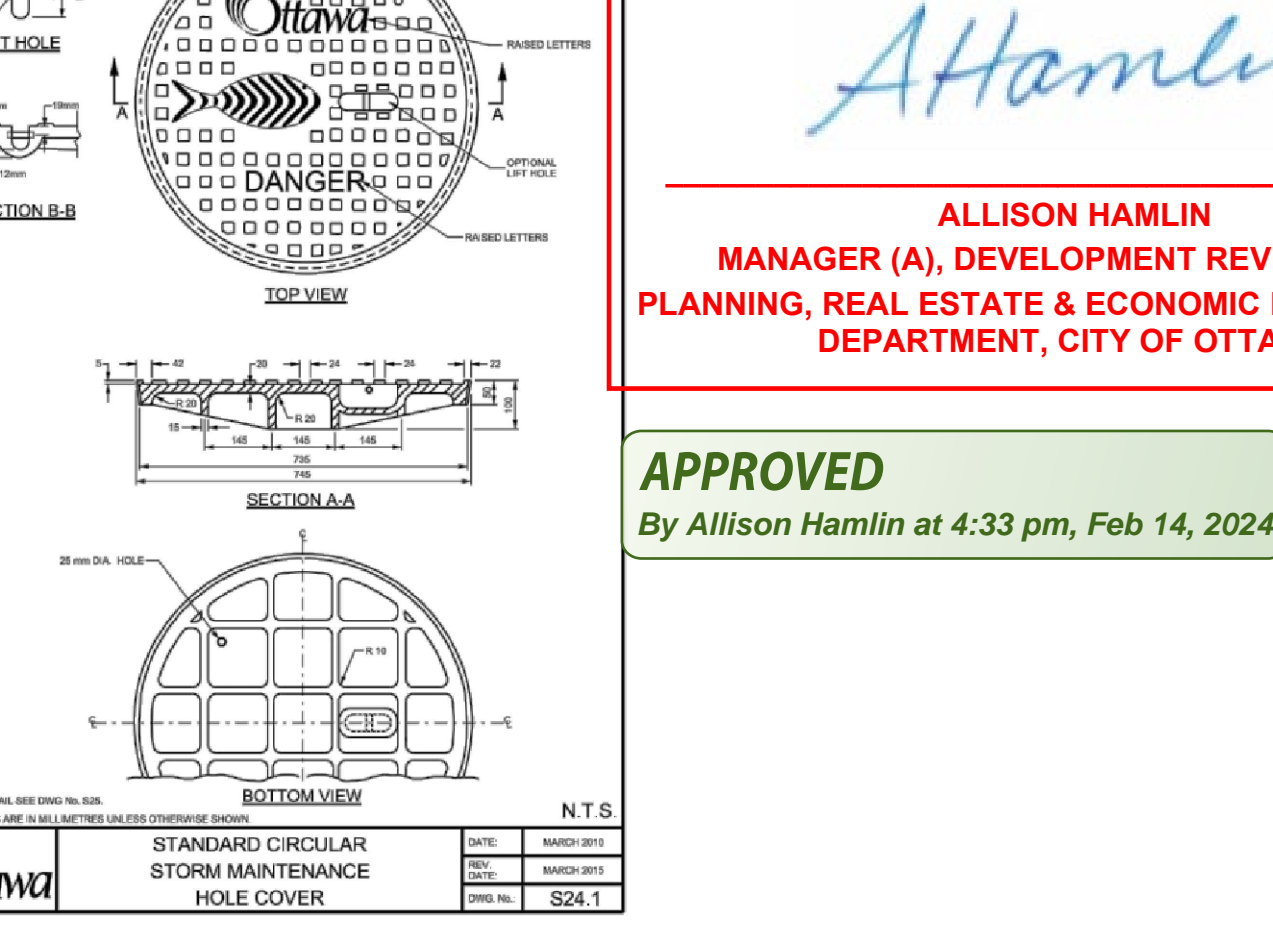 T HOLE
Ottawa
RAISED LETTERS
A
A
19mm
12mm
OPTIONAL
LIFT HOLE
DANGER
CTION B-B
RAISED LETTERS
TOP VIEW
5
42
20
24
24
22
R 20
R 20
50
100
15
145
145
145
735
745
SECTION A-A
25 mm DIA. HOLE
R 10
BOTTOM VIEW
AIL SEE DWG No. S25.
ARE IN MILLIMETRES UNLESS OTHERWISE SHOWN.
N.T.S.
awa
STANDARD CIRCULAR
STORM MAINTENANCE
HOLE COVER
DATE: MARCH 2010
REV.
DATE: MARCH 2015
DWG. No.: S24.1
AHamli
ALLISON HAMLIN
MANAGER (A), DEVELOPMENT REV
PLANNING, REAL ESTATE & ECONOMIC
DEPARTMENT, CITY OF OTTA
APPROVED
By Allison Hamlin at 4:33 pm, Feb 14, 2024